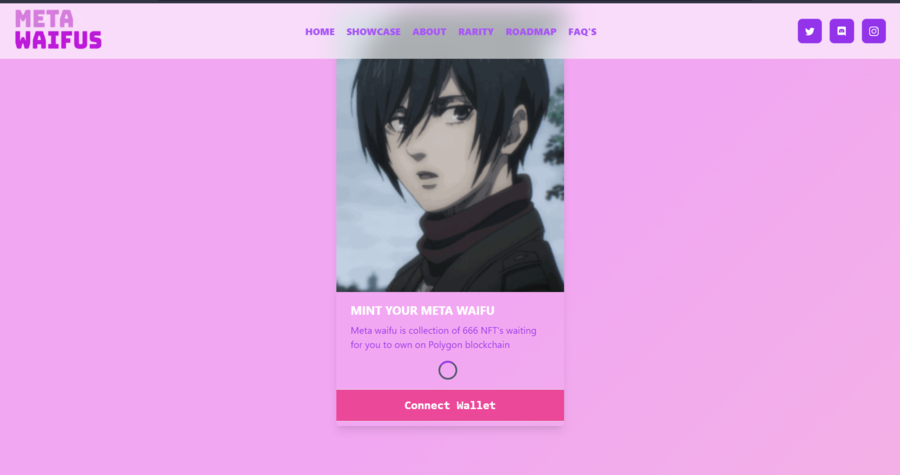 META
WAIFUS
HOME SHOWCASE ABOUT RARITY ROADMAP FAQ'S
MINT YOUR META WAIFU
Meta waifu is collection of 666 NFT's waiting
for you to own on Polygon blockchain
Connect Wallet